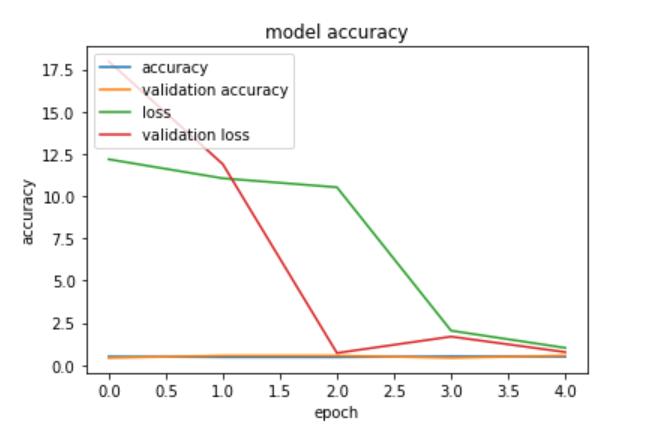 model accuracy
accuracy
validation accuracy
loss
validation loss
17.5
15.0
12.5
10.0
7.5
5.0
2.5
0.0
accuracy
0.0 0.5 1.0 1.5 2.0 2.5 3.0 3.5 4.0
epoch